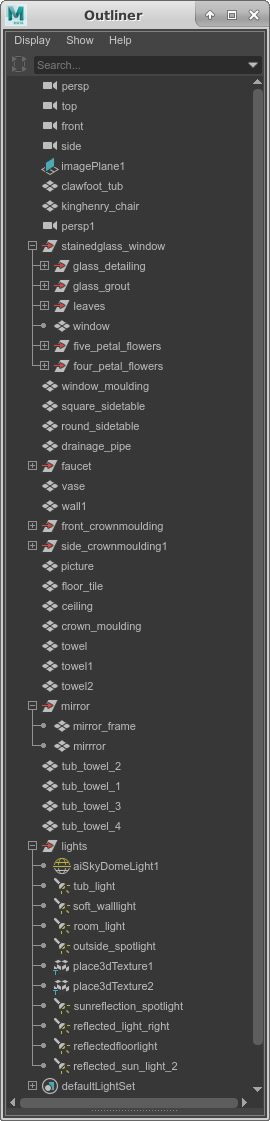 Outliner
Display Show Help
Search...
persp
top
front
side
imagePlane1
clawfoot_tub
kinghenry_chair
persp1
stainedglass_window
glass_detailing
glass_grout
leaves
window
five_petal_flowers
four_petal_flowers
window_moulding
square_sidetable
round_sidetable
drainage_pipe
faucet
vase
wall1
front_crownmoulding
side_crownmoulding1
picture
floor_tile
ceiling
crown_moulding
towel
towel1
towel2
mirror
mirror_frame
mirrror
tub_towel_2
tub_towel_1
tub_towel_3
tub_towel_4
lights
aiSkyDomeLight1
tub_light
soft_walllight
room_light
outside_spotlight
place3dTexture1
place3dTexture2
sunreflection_spotlight
reflected_light_right
reflectedfloorlight
reflected_sun_light_2
defaultLightSet